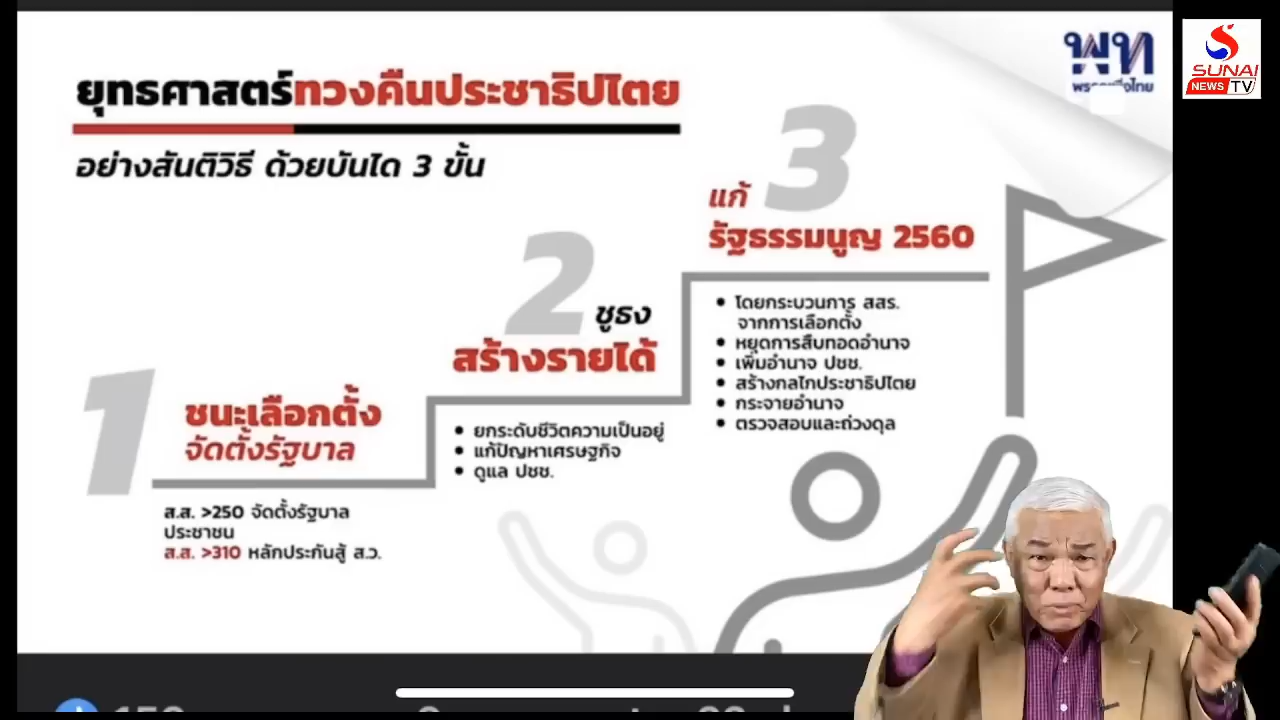 ยุทธศาสตร์ทวงคืนประชาธิปไตย
อย่างสันติวิธี ด้วยบันได 3 ขั้น
พท
SUNAI
NEWS TV
3
แก้
รัฐธรรมนูญ 2560
โดยกระบวนการ สสร.
จากการเลือกตั้ง
หยุดการสืบทอดอำนาจ
เพิ่มอำนาจ ปชช.
สร้างกลไกประชาธิปไตย
กระจายอำนาจ
ตรวจสอบและถ่วงดุล
2
ชูธง
สร้างรายได้
ยกระดับชีวิตความเป็นอยู่
แก้ปัญหาเศรษฐกิจ
ดูแล ปชช.
1
ชนะเลือกตั้ง
จัดตั้งรัฐบาล
ส.ส. >250 จัดตั้งรัฐบาล
ประชาชน
ส.ส. >310 หลักประกันสู้ ส.ว.